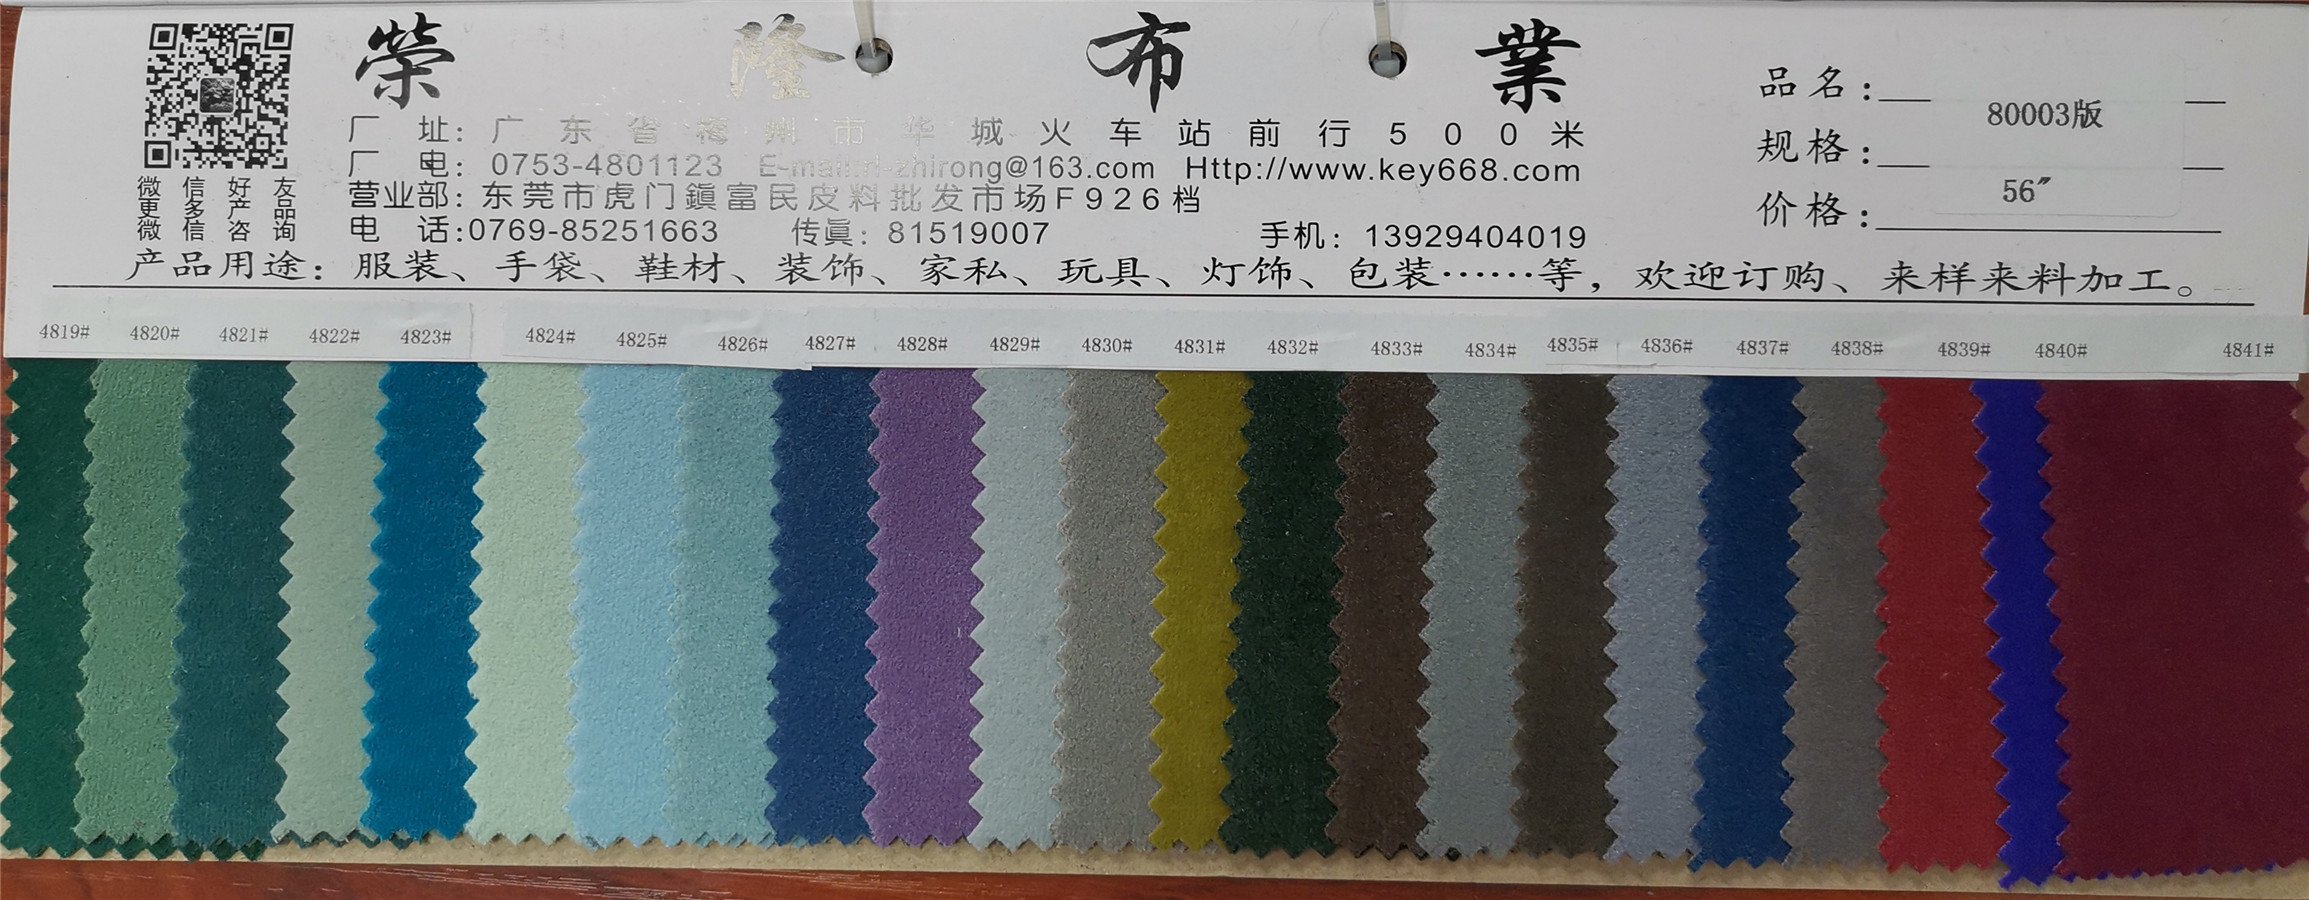 榮隆布業
厂址：广东省梅州市华城火车站前行500米
厂电：0753-4801123 E-mail:rl-zhirong@163.com Http://www.key668.com
营业部：东莞市虎门鎮富民皮料批发市场F926档
电话:0769-85251663 传眞：81519007 手机：13929404019
产品用途：服装、手袋、鞋材、装饰、家私、玩具、灯饰、包装……等，欢迎订购、来样来料加工。
微信好友
更多产品
微信咨询
品名：
80003版
规格：
56"
价格：
4819# 4820# 4821# 4822# 4823# 4824# 4825# 4826# 4827# 4828# 4829# 4830# 4831# 4832# 4833# 4834# 4835# 4836# 4837# 4838# 4839# 4840# 4841#